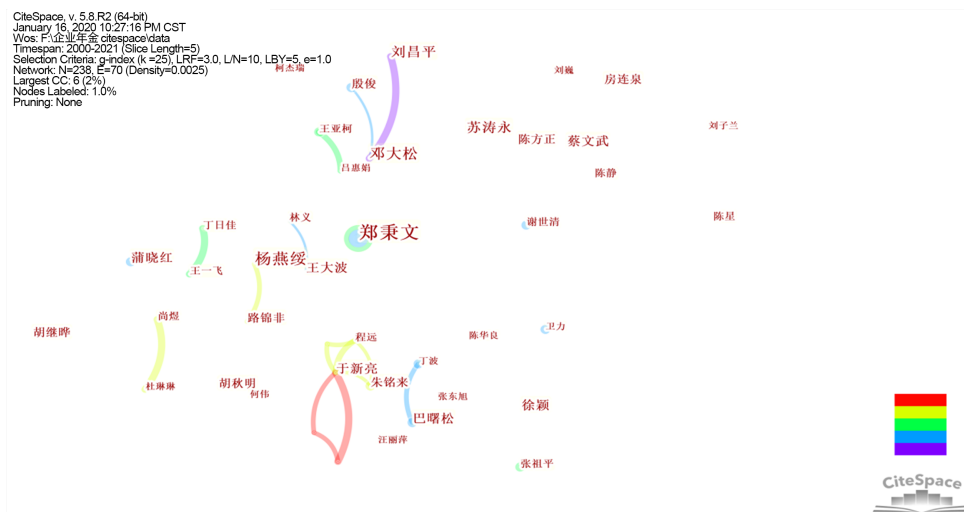 CiteSpace, v. 5.8.R2 (64-bit)
January 16, 2020 10:27:16 PM CST
Wos: F:\企业年金 citespace\data
Timespan: 2000-2021 (Slice Length=5)
Selection Criteria: g-index (k =25), LRF=3.0, L/N=10, LBY=5, e=1.0
Network: N=238, E=70 (Density=0.0025)
Largest CC: 6 (2%)
Nodes Labeled: 1.0%
Pruning: None
刘昌平
柯杰瑞
刘巍
房连泉
殷俊
王亚柯
苏涛永
陈方正
蔡文武
刘子兰
邓大松
吕惠娟
陈静
丁日佳
林义
谢世清
陈星
郑秉文
蒲晓红
杨燕绥
王大波
王一飞
尚煜
路锦非
胡继晔
卫力
程远
陈华良
丁波
于新亮
朱铭来
杜琳琳
胡秋明
何伟
张东旭
徐颖
巴曙松
汪丽萍
张祖平
CiteSpace